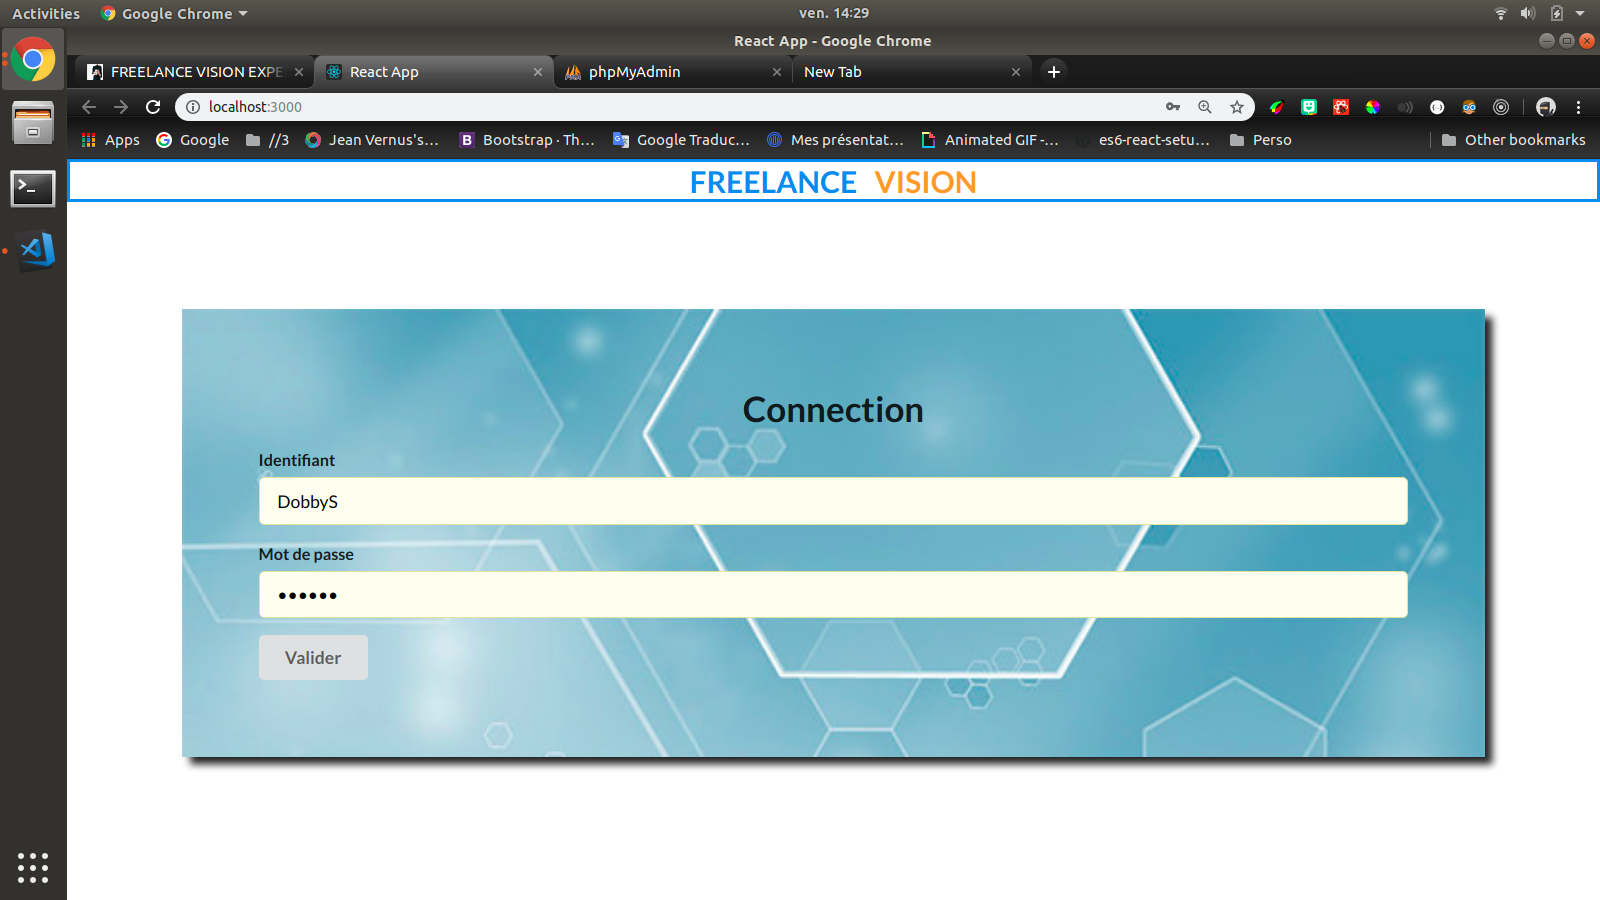 Activities
Google Chrome
ven. 14:29
React App - Google Chrome
FREELANCE VISION EXPE
React App
phpMyAdmin
New Tab
localhost:3000
Apps
Google
//3
Jean Vernus's...
Bootstrap · Th...
Google Traduc...
Mes présentat...
Animated GIF -...
es6-react-setu...
Perso
Other bookmarks
FREELANCE VISION
Connection
Identifiant
DobbyS
Mot de passe
••••••
Valider